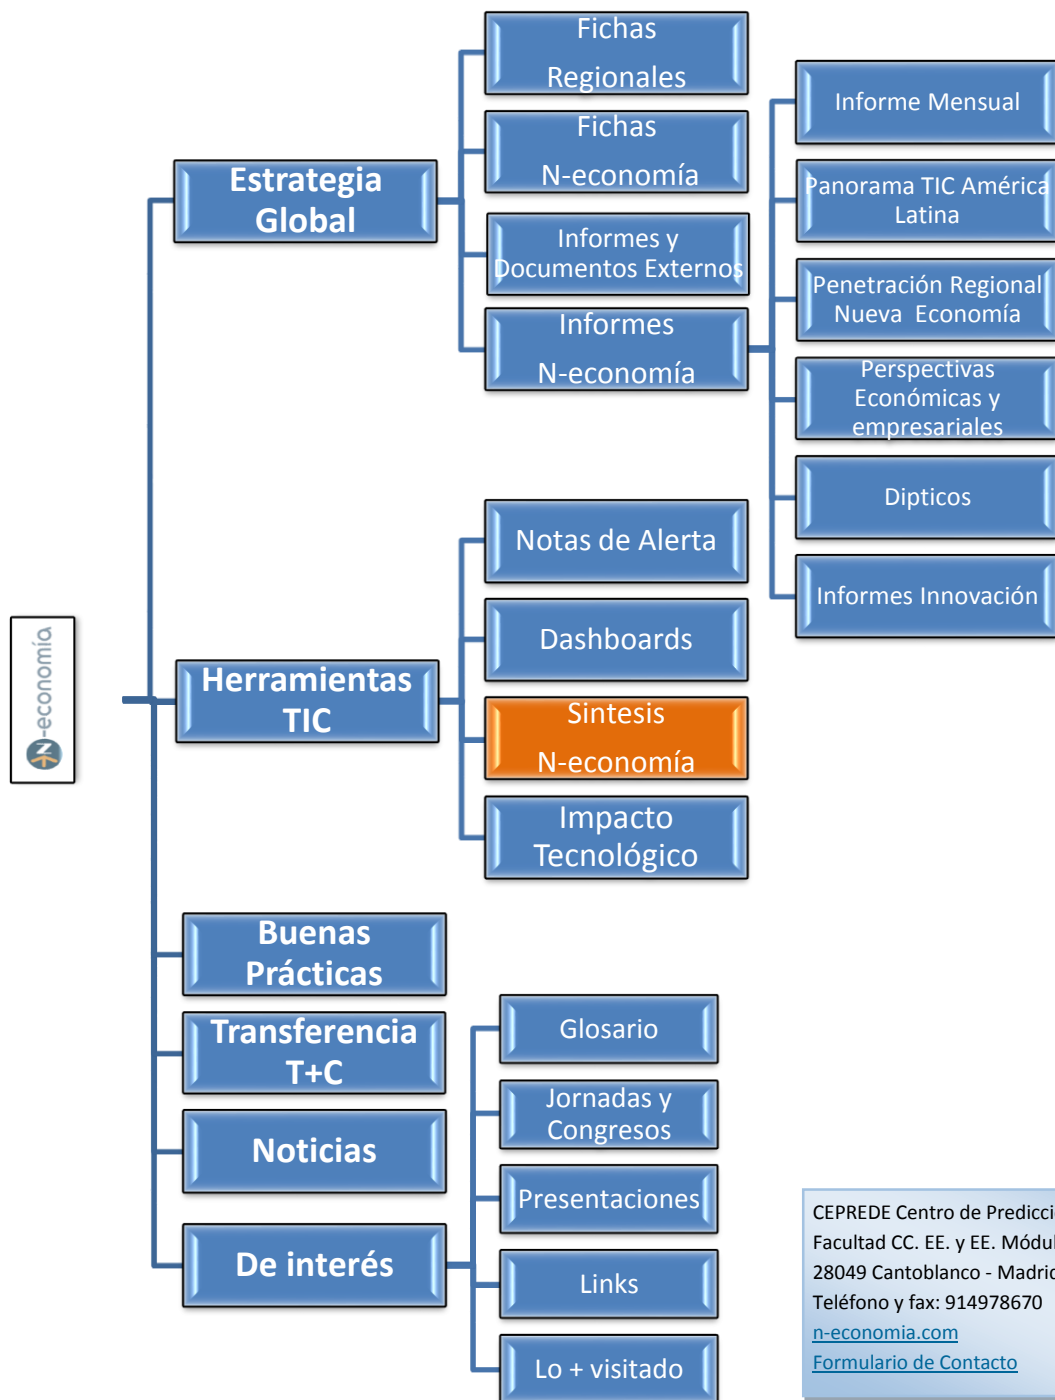 N-economía
Estrategia
Global
Fichas
Regionales
Fichas
N-economía
Informes y
Documentos Externos
Informes
N-economía
Informe Mensual
Panorama TIC América
Latina
Penetración Regional
Nueva Economía
Perspectivas
Económicas y
empresariales
Dipticos
Informes Innovación
Herramientas
TIC
Notas de Alerta
Dashboards
Sintesis
N-economía
Impacto
Tecnológico
Buenas
Prácticas
Transferencia
T+C
Noticias
De interés
Glosario
Jornadas y
Congresos
Presentaciones
Links
Lo + visitado
CEPREDE Centro de
Facultad CC. EE. y EE.
28049 Cantoblanco - Madrid
Teléfono y fax: 914978670
n-economia.com
Formulario de Contacto